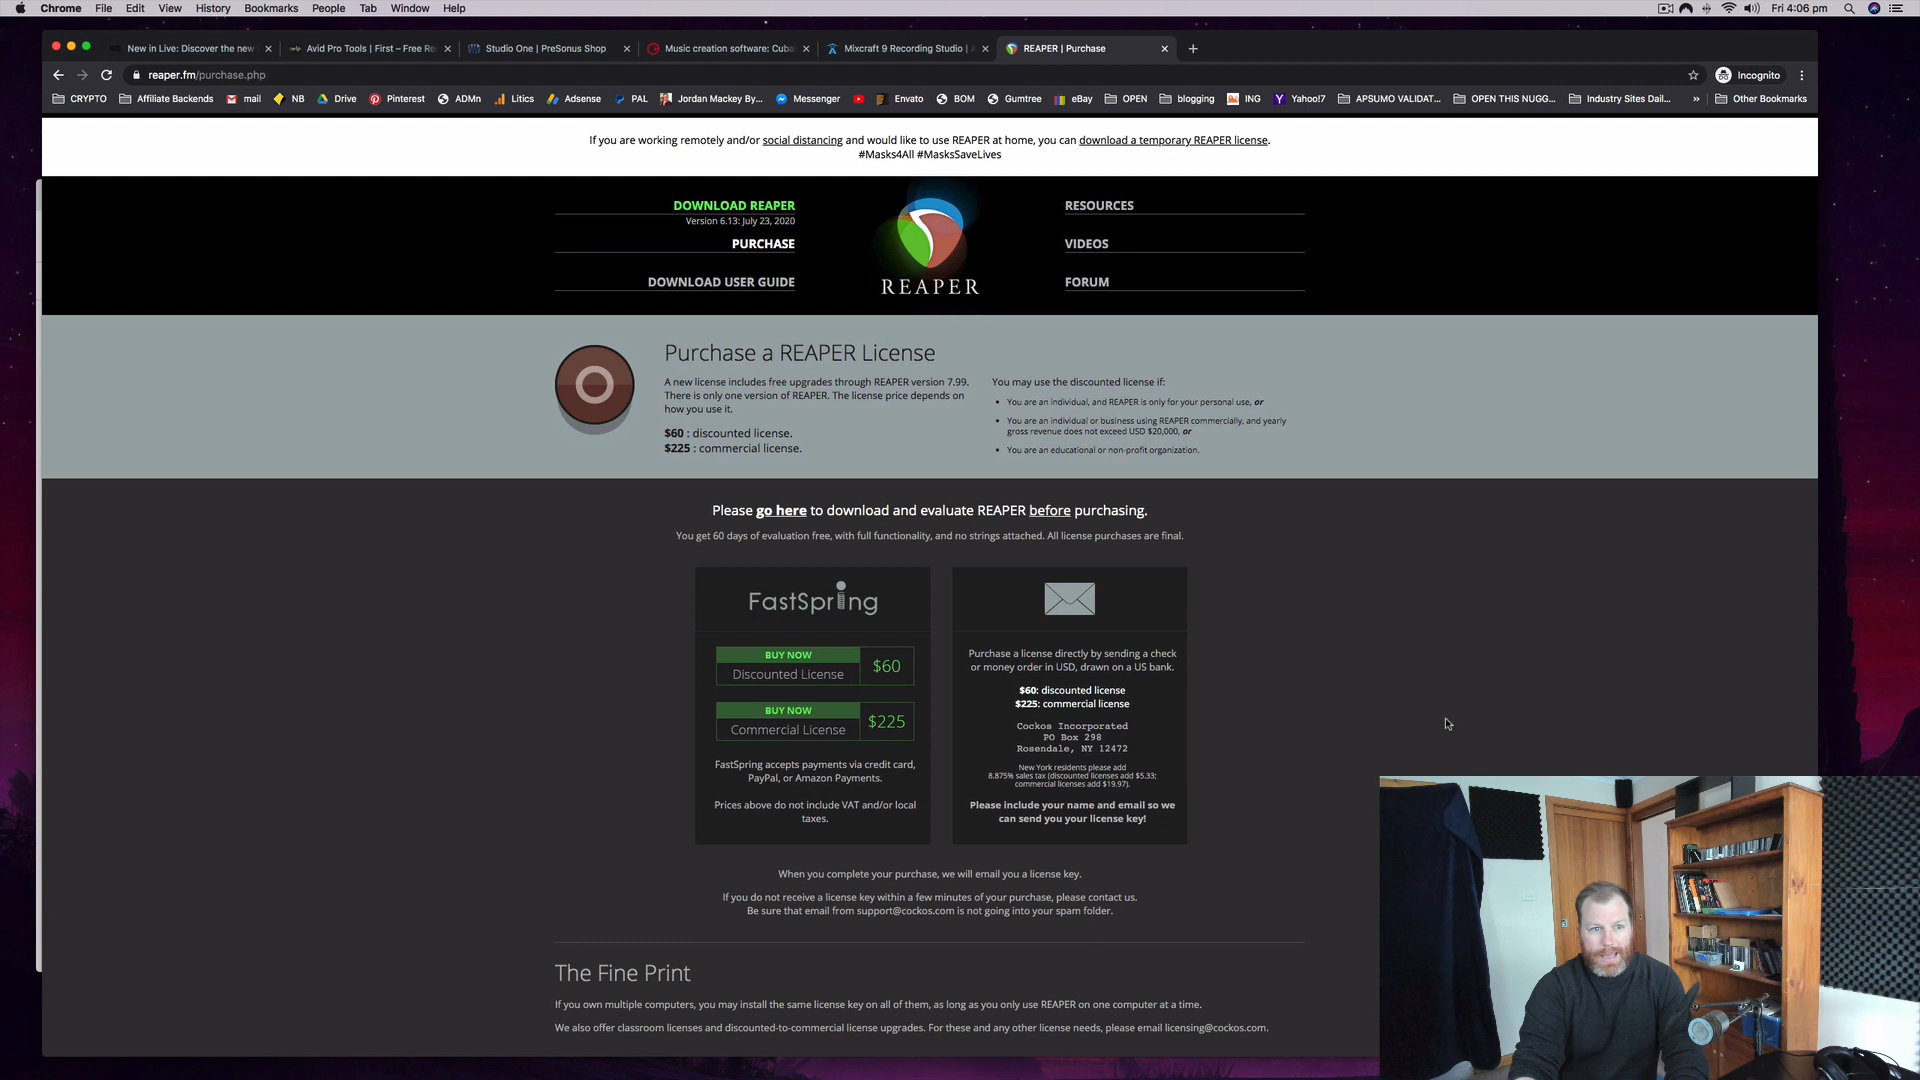 Chrome File Edit View History Bookmarks People Tab Window Help
Fri 4:06 pm
New in Live: Discover the new
Avid Pro Tools | First – Free Re
Studio One | PreSonus Shop
Music creation software: Cuba
Mixcraft 9 Recording Studio |
REAPER | Purchase
reaper.fm/purchase.php
Incognito
CRYPTO Affiliate Backends mail NB Drive Pinterest ADMn Litics Adsense PAL Jordan Mackey By... Messenger Envato BOM Gumtree eBay OPEN blogging ING Yahoo!7 APSUMO VALIDAT... OPEN THIS NUGG... Industry Sites Dail... » Other Bookmarks
If you are working remotely and/or social distancing and would like to use REAPER at home, you can download a temporary REAPER license.
#Masks4All #MasksSaveLives
DOWNLOAD REAPER
Version 6.13: July 23, 2020
PURCHASE
DOWNLOAD USER GUIDE
REAPER
RESOURCES
VIDEOS
FORUM
Purchase a REAPER License
A new license includes free upgrades through REAPER version 7.99.
There is only one version of REAPER. The license price depends on
how you use it.
$60 : discounted license.
$225 : commercial license.
You may use the discounted license if:
• You are an individual, and REAPER is only for your personal use, or
• You are an individual or business using REAPER commercially, and yearly
gross revenue does not exceed USD $20,000, or
• You are an educational or non-profit organization.
Please go here to download and evaluate REAPER before purchasing.
You get 60 days of evaluation free, with full functionality, and no strings attached. All license purchases are final.
FastSpring
BUY NOW
Discounted License
$60
BUY NOW
Commercial License
$225
FastSpring accepts payments via credit card,
PayPal, or Amazon Payments.
Prices above do not include VAT and/or local
taxes.
Purchase a license directly by sending a check
or money order in USD, drawn on a US bank.
$60: discounted license
$225: commercial license
Cockos Incorporated
PO Box 298
Rosendale, NY 12472
New York residents please add
8.875% sales tax (discounted licenses add $5.33;
commercial licenses add $19.97).
Please include your name and email so we
can send you your license key!
When you complete your purchase, we will email you a license key.
If you do not receive a license key within a few minutes of your purchase, please contact us.
Be sure that email from support@cockos.com is not going into your spam folder.
The Fine Print
If you own multiple computers, you may install the same license key on all of them, as long as you only use REAPER on one computer at a time.
We also offer classroom licenses and discounted-to-commercial license upgrades. For these and any other license needs, please email licensing@cockos.com.